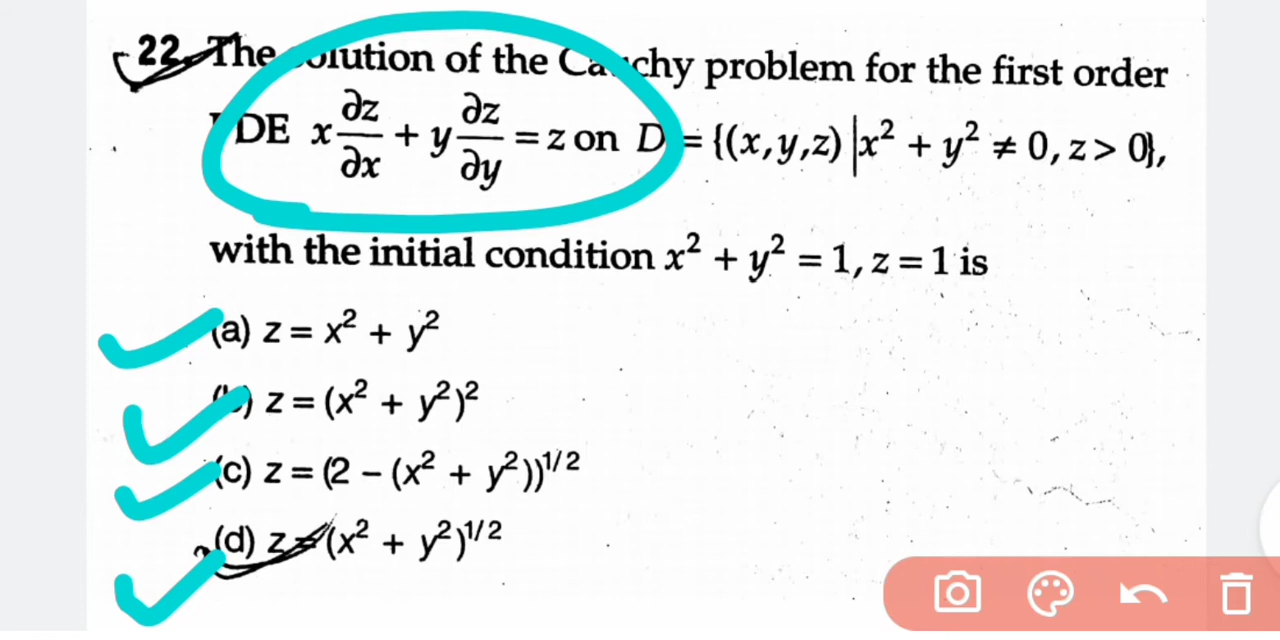 22. The solution of the Cauchy problem for the first order
PDE x ∂z/∂x + y ∂z/∂y = z on D = {(x,y,z) |x² + y² ≠ 0, z > 0},
with the initial condition x² + y² = 1, z = 1 is
(a) z = x² + y²
(b) z = (x² + y²)²
(c) z = (2 – (x² + y²))^1/2
(d) z = (x² + y²)^1/2